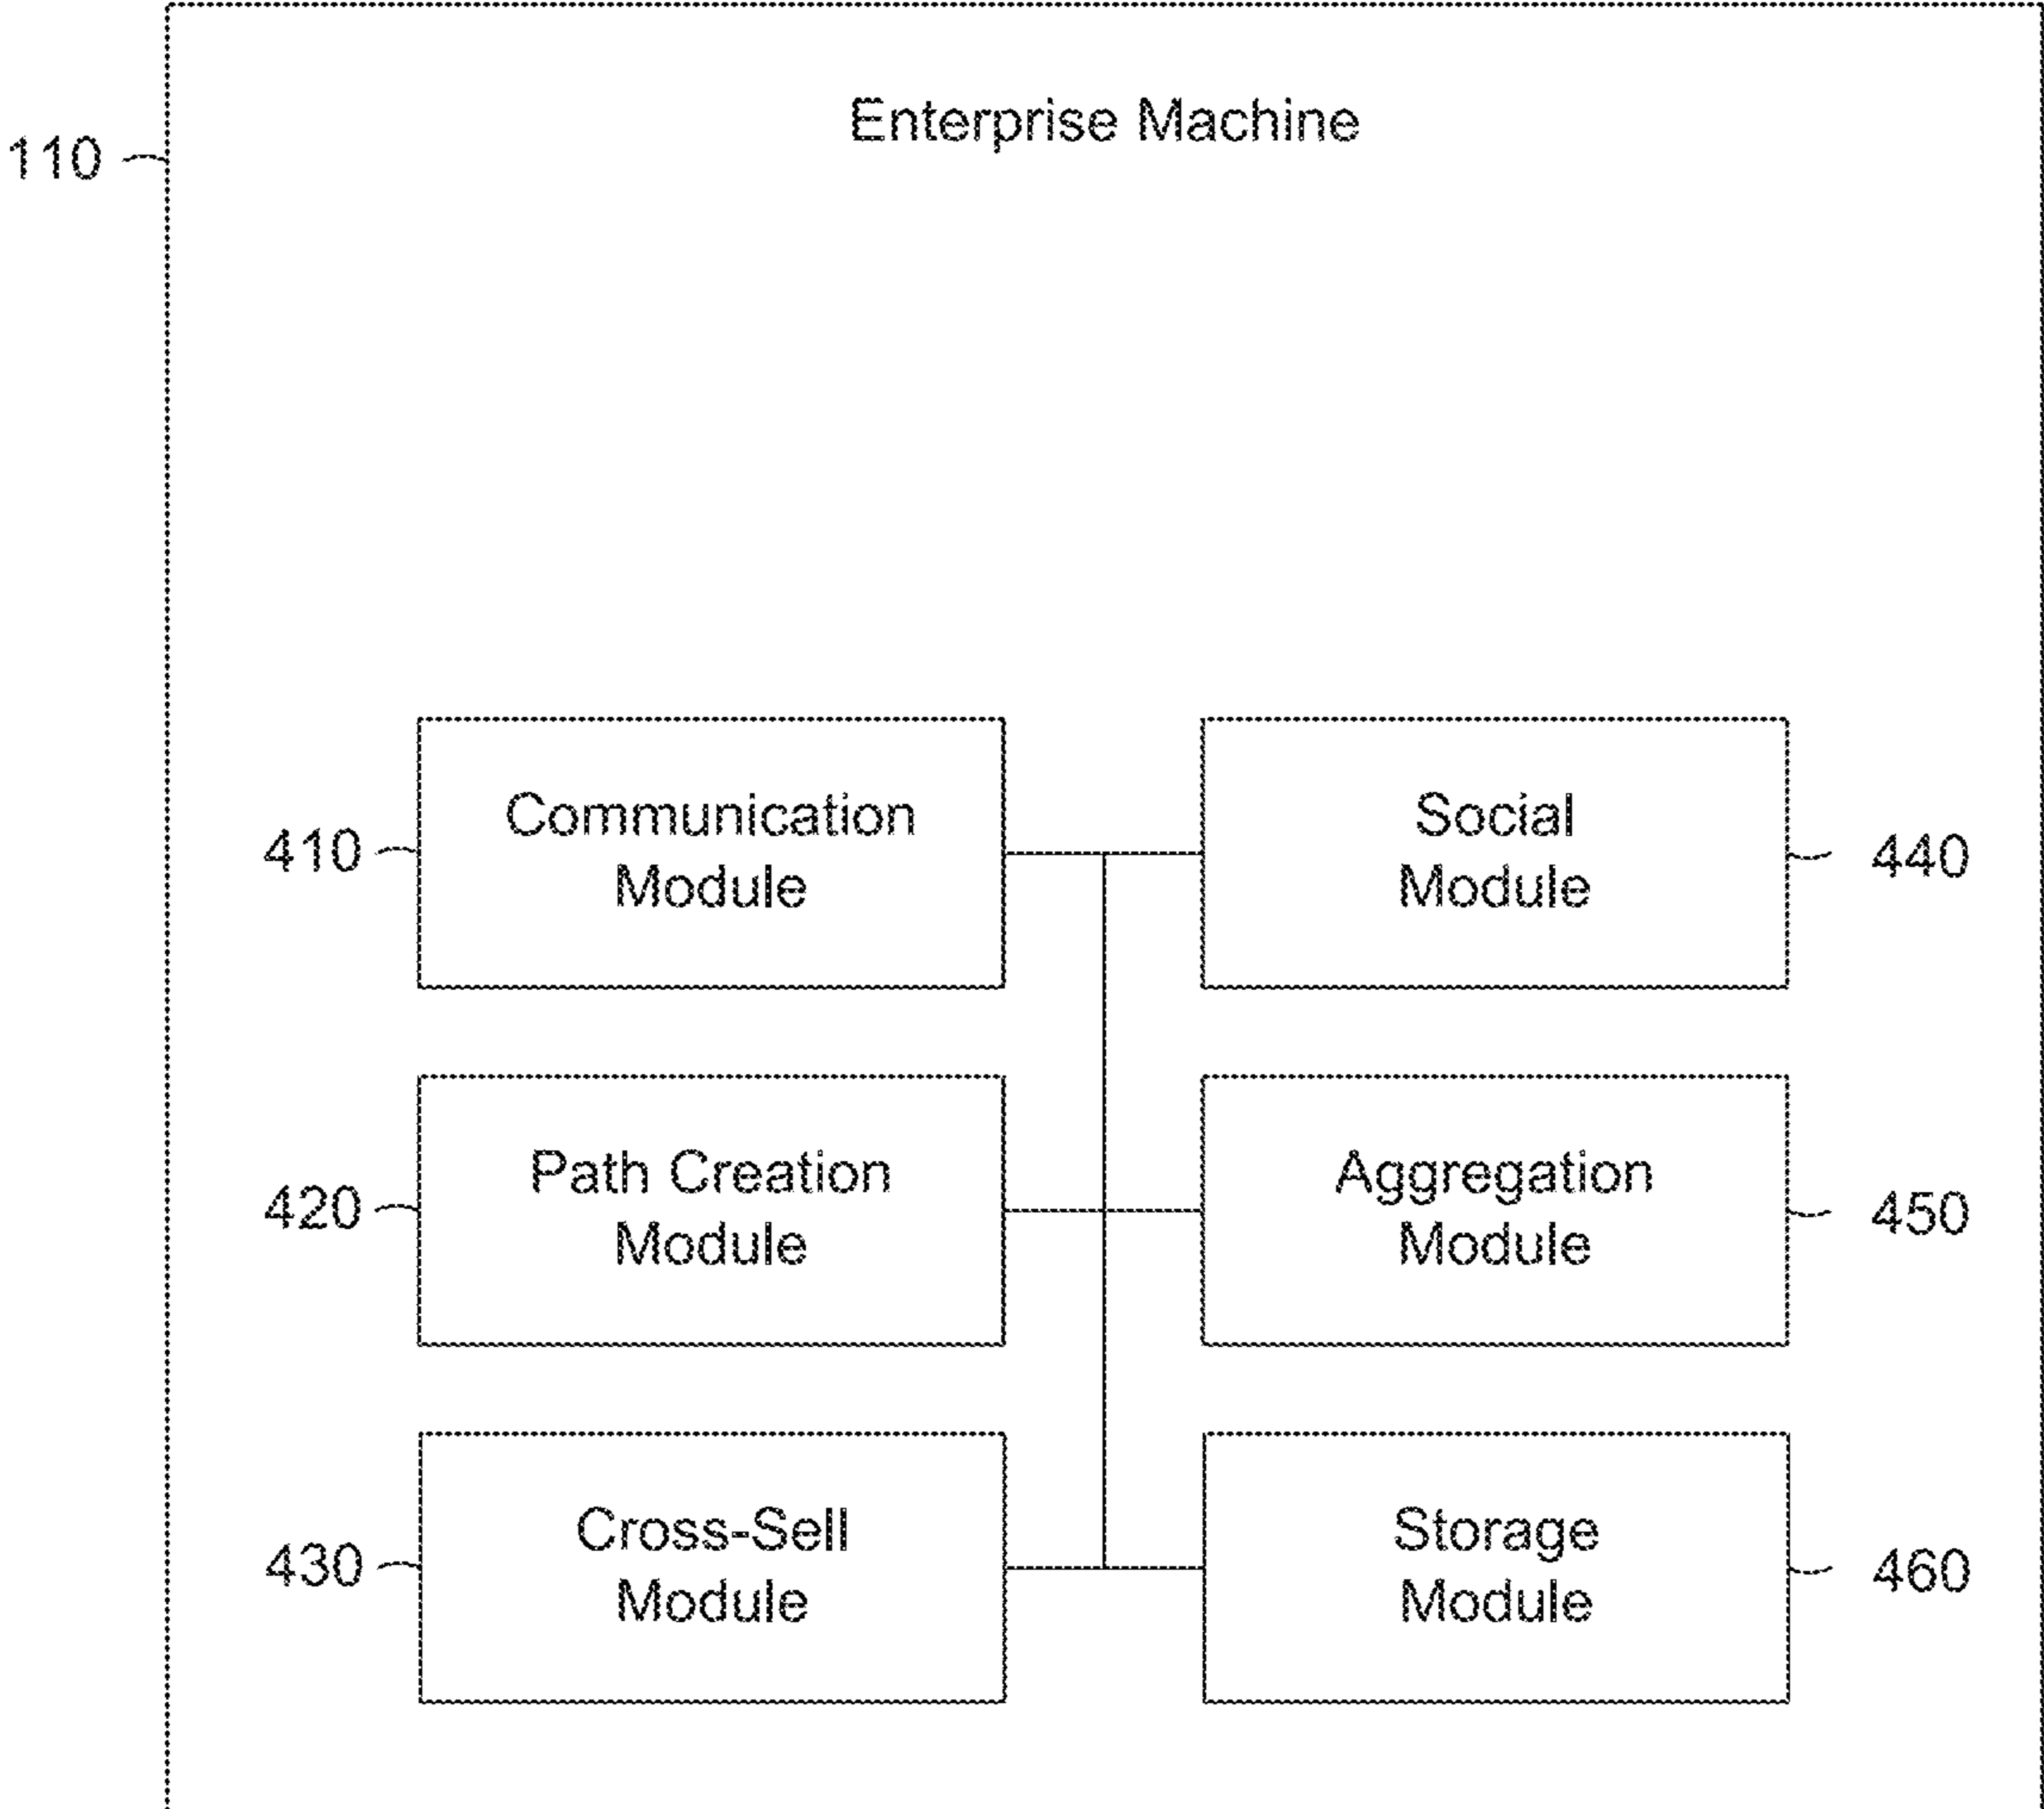 Enterprise Machine
110
Communication
Module
410
Social
Module
440
Path Creation
Module
420
Aggregation
Module
450
Cross-Sell
Module
430
Storage
Module
460